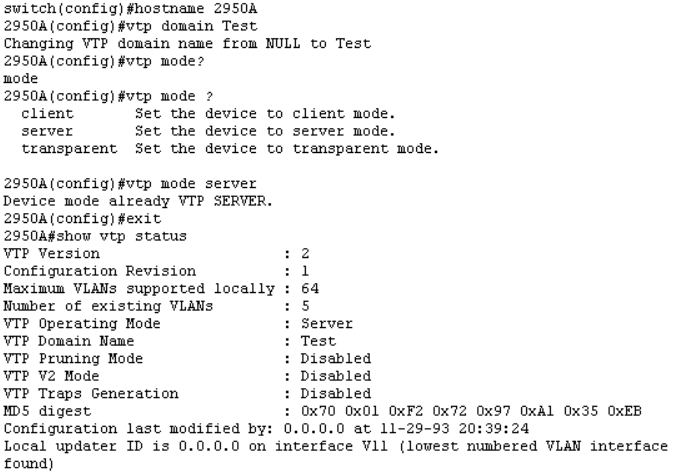 switch(config)#hostname 2950A
2950A(config)#vtp domain Test
Changing VTP domain name from NULL to Test
2950A(config)#vtp mode?
mode
2950A(config)#vtp mode ?
  client       Set the device to client mode.
  server       Set the device to server mode.
  transparent  Set the device to transparent mode.
2950A(config)#vtp mode server
Device mode already VTP SERVER.
2950A(config)#exit
2950A#show vtp status
VTP Version                     : 2
Configuration Revision          : 1
Maximum VLANs supported locally : 64
Number of existing VLANs        : 5
VTP Operating Mode              : Server
VTP Domain Name                 : Test
VTP Pruning Mode                : Disabled
VTP V2 Mode                     : Disabled
VTP Traps Generation            : Disabled
MD5 digest                      : 0x70 0x01 0xF2 0x72 0x97 0xA1 0x35 0xEB
Configuration last modified by: 0.0.0.0 at 11-29-93 20:39:24
Local updater ID is 0.0.0.0 on interface Vl1 (lowest numbered VLAN interface
found)